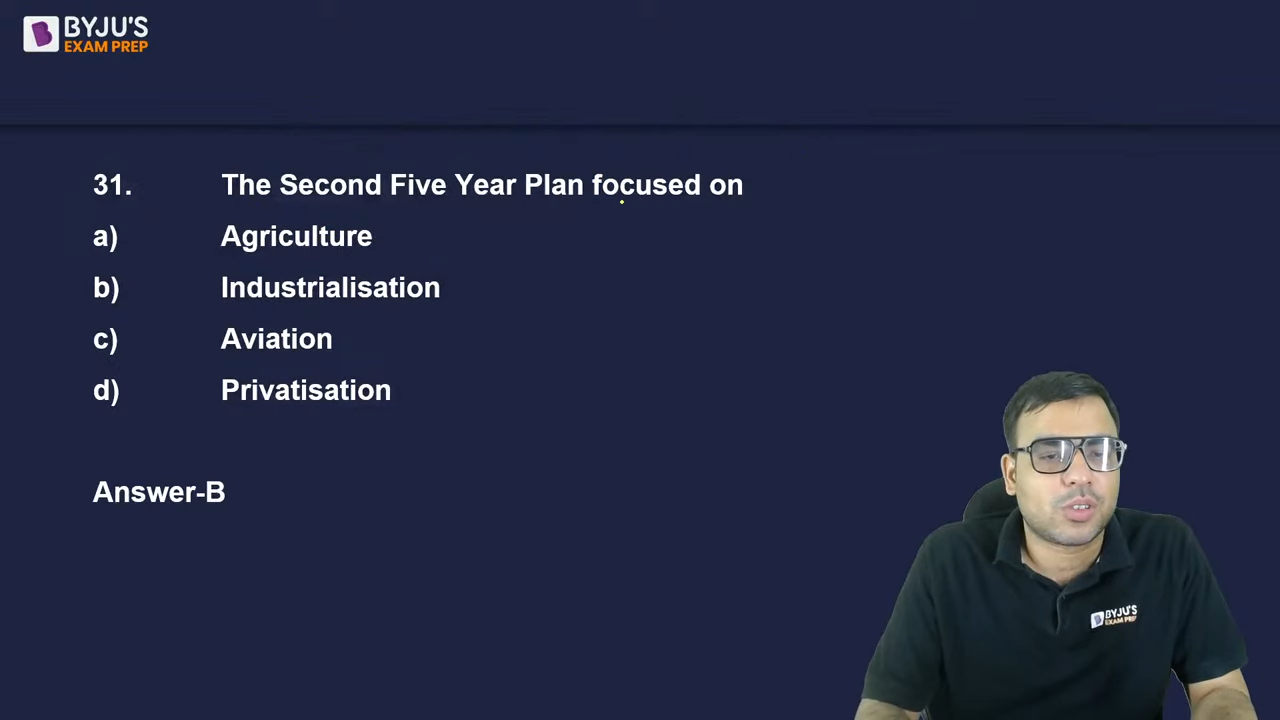 BYJU'S
EXAM PREP
31. The Second Five Year Plan focused on
a) Agriculture
b) Industrialisation
c) Aviation
d) Privatisation
Answer-B
BYJU'S
EXAM PREP